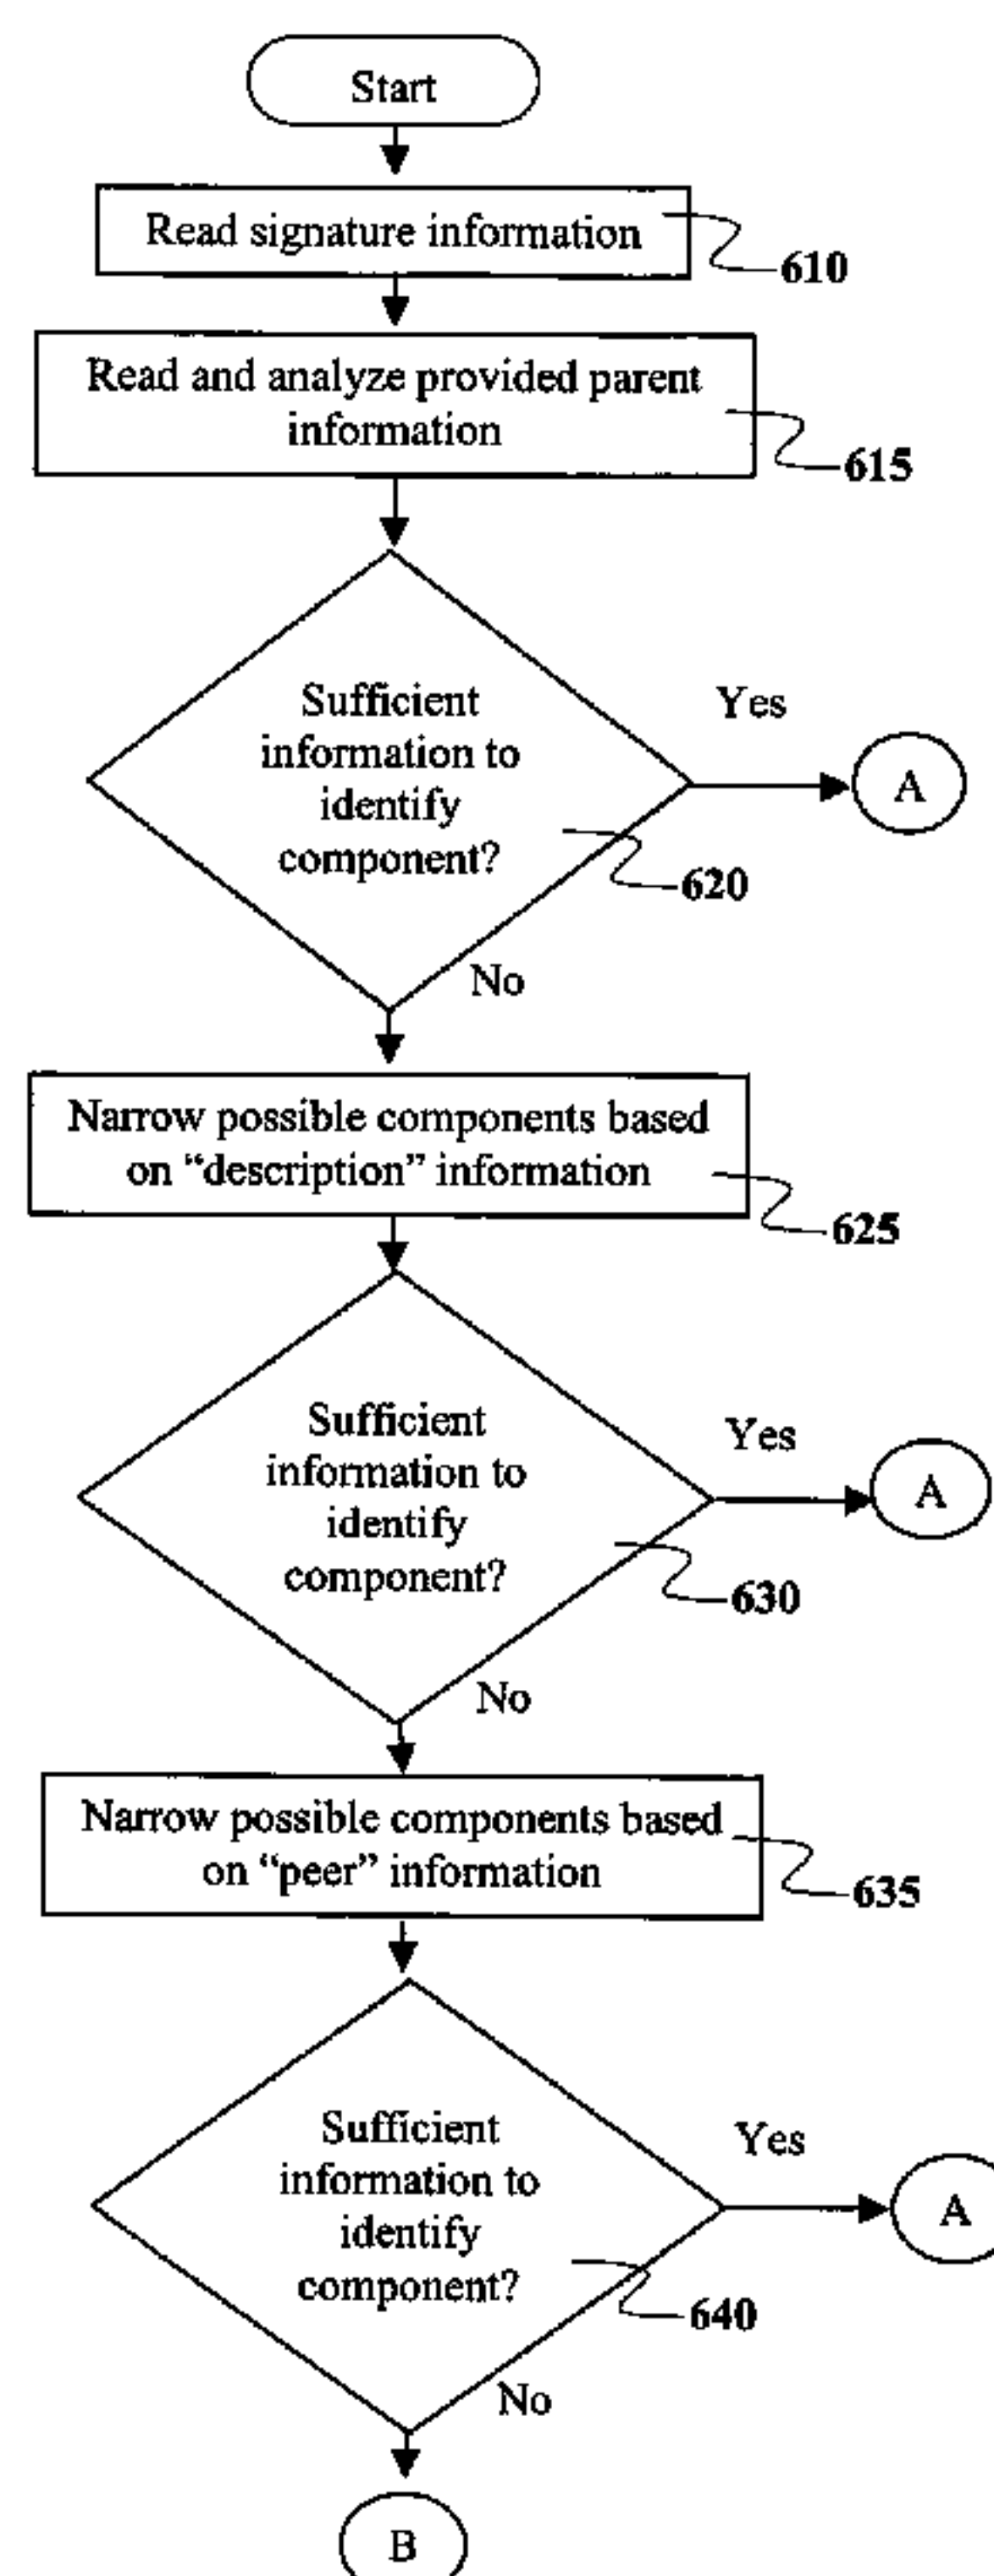 Start
Read signature information
610
Read and analyze provided parent
information
615
Sufficient
information to
identify
component?
Yes
A
620
No
Narrow possible components based
on “description” information
625
Sufficient
information to
identify
component?
Yes
A
630
No
Narrow possible components based
on “peer” information
635
Sufficient
information to
identify
component?
Yes
A
640
No
B